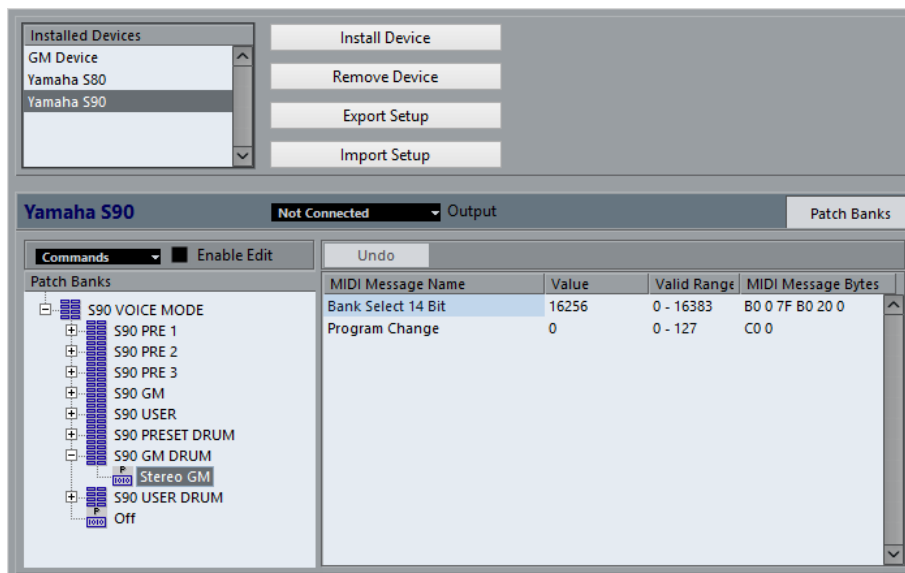 Installed Devices
GM Device
Yamaha S80
Yamaha S90
Install Device
Remove Device
Export Setup
Import Setup
Yamaha S90
Not Connected
Output
Patch Banks
Commands
Enable Edit
Undo
Patch Banks
S90 VOICE MODE
S90 PRE 1
S90 PRE 2
S90 PRE 3
S90 GM
S90 USER
S90 PRESET DRUM
S90 GM DRUM
P
1010 Stereo GM
S90 USER DRUM
P
1010 Off
MIDI Message Name Value Valid Range MIDI Message Bytes
Bank Select 14 Bit 16256 0 - 16383 B0 0 7F B0 20 0
Program Change 0 0 - 127 C0 0